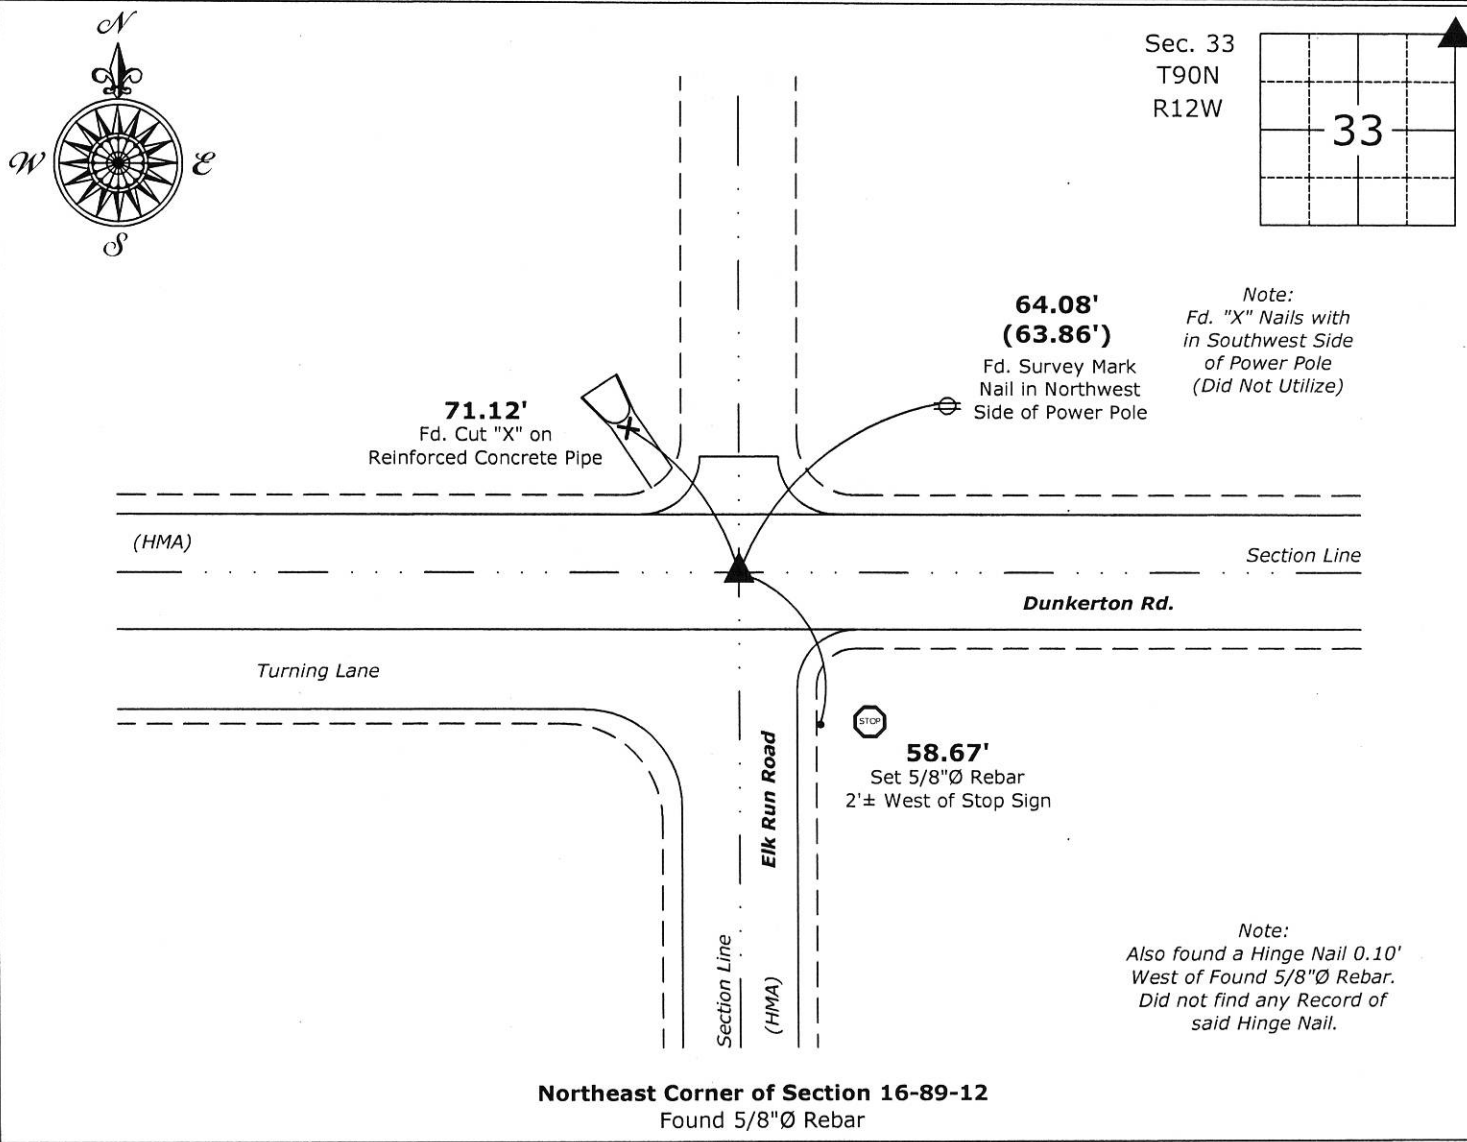 N
W
E
S
Sec. 33
T90N
R12W
33
64.08'
(63.86')
Fd. Survey Mark
Nail in Northwest
Side of Power Pole
Note:
Fd. "X" Nails with
in Southwest Side
of Power Pole
(Did Not Utilize)
71.12'
Fd. Cut "X" on
Reinforced Concrete Pipe
(HMA)
Section Line
Dunkerton Rd.
Turning Lane
STOP
58.67'
Set 5/8"Ø Rebar
2'± West of Stop Sign
Elk Run Road
Section Line
(HMA)
Note:
Also found a Hinge Nail 0.10'
West of Found 5/8"Ø Rebar.
Did not find any Record of
said Hinge Nail.
Northeast Corner of Section 16-89-12
Found 5/8"Ø Rebar